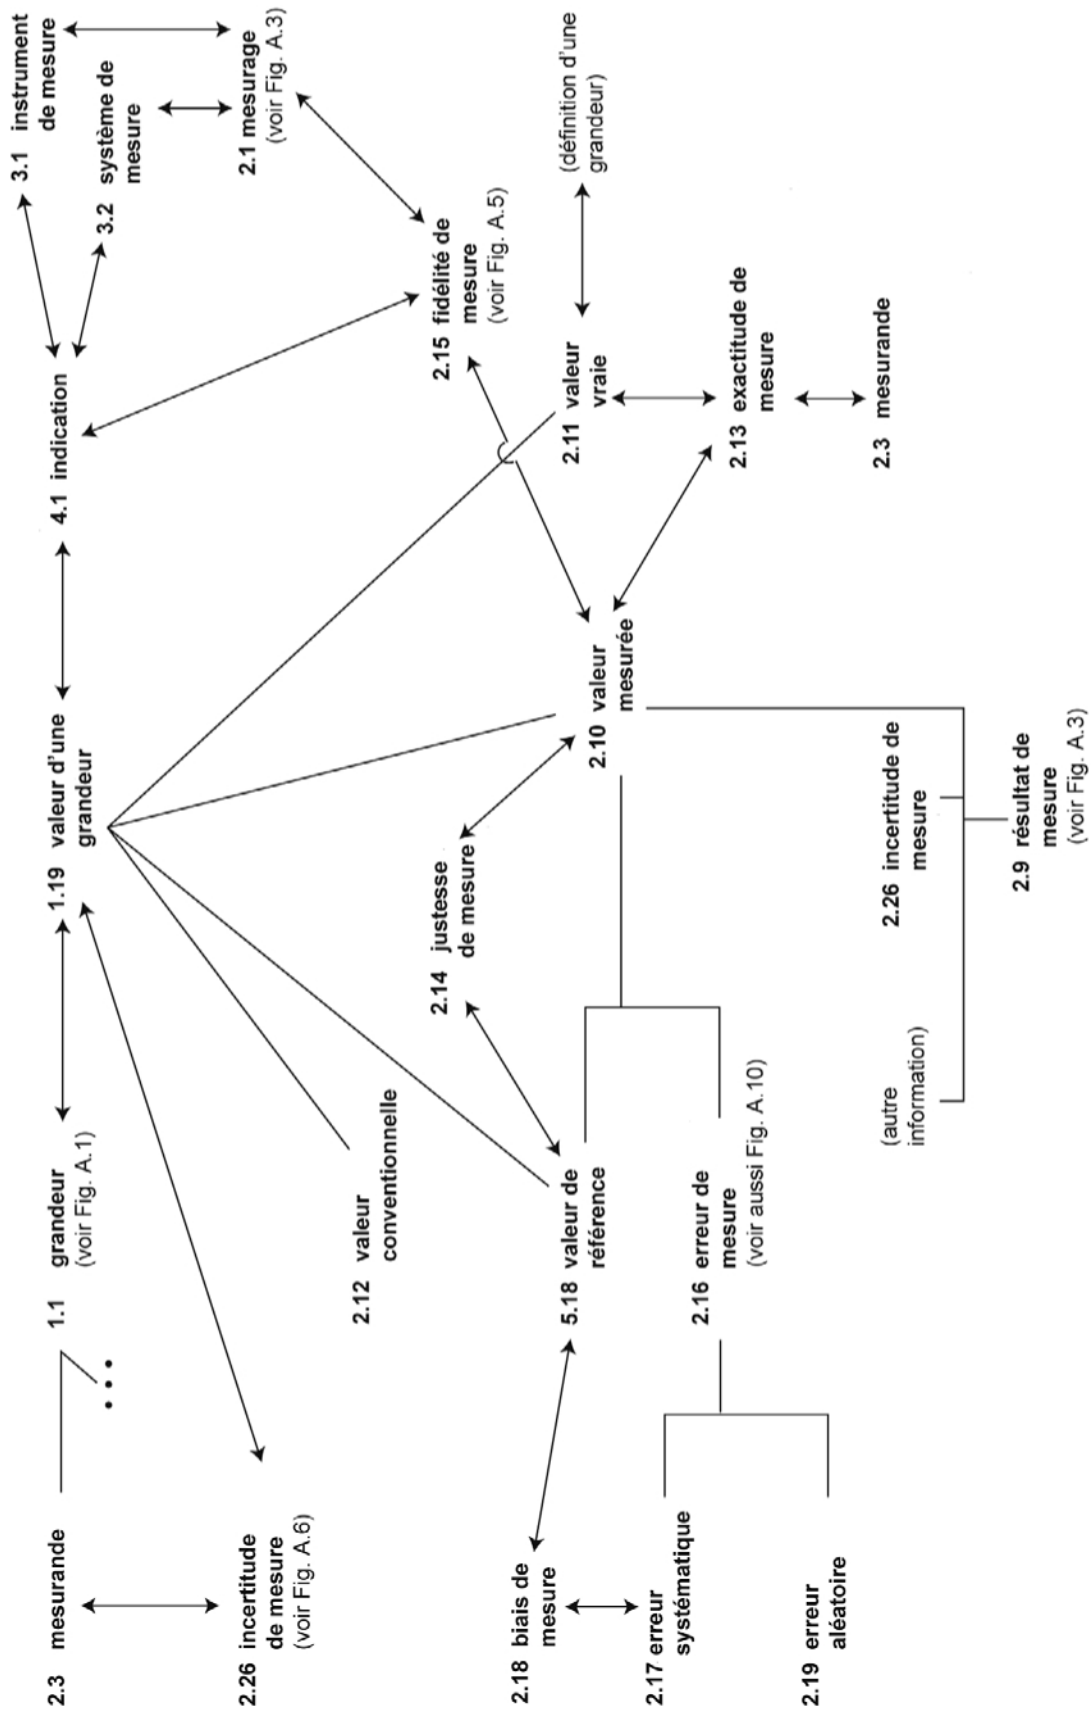 3.1 instrument
de mesure
2.3 mesurande
1.1 grandeur
(voir Fig. A.1)
• • •
1.19 valeur d'une
grandeur
4.1 indication
3.2 système de
mesure
2.26 incertitude
de mesure
(voir Fig. A.6)
2.1 mesurage
(voir Fig. A.3)
2.12 valeur
conventionnelle
2.14 justesse
de mesure
2.15 fidélité de
mesure
(voir Fig. A.5)
2.18 biais de
mesure
5.18 valeur de
référence
2.10 valeur
mesurée
2.11 valeur
vraie
(définition d'une
grandeur)
2.17 erreur
systématique
2.16 erreur de
mesure
(voir aussi Fig. A.10)
2.13 exactitude de
mesure
2.19 erreur
aléatoire
(autre
information)
2.26 incertitude de
mesure
2.3 mesurande
2.9 résultat de
mesure
(voir Fig. A.3)